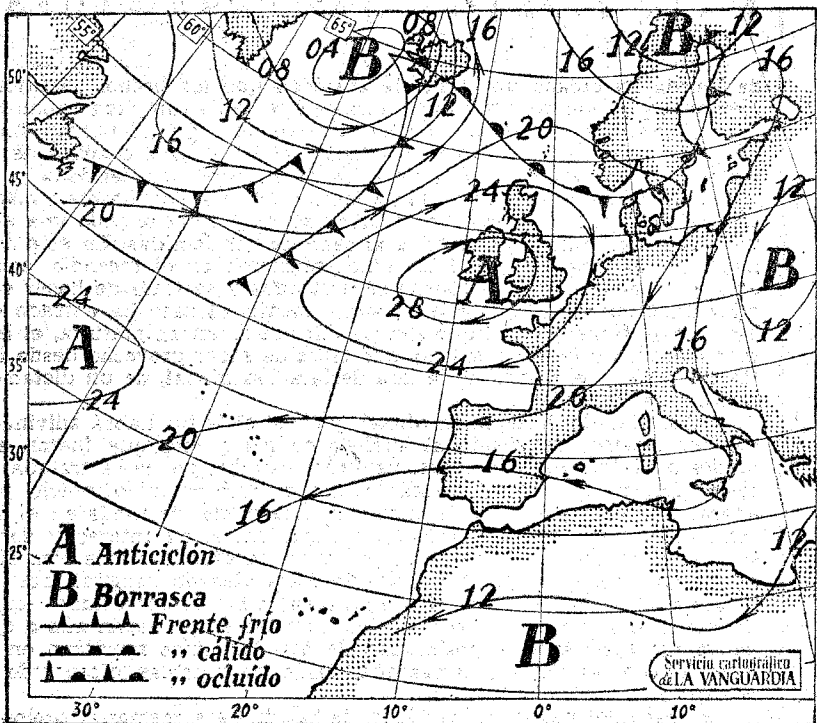 55° 60° 65° 08 16 12 12
04 B 16 B 16
50° 08
12 12
16 20
45° 20 24 12
40° A B
24 28 12
35° A 24 16
24 20
20 16
30° 16
25° 12
12
A Anticiclón
B Borrasca
Frente frío
" cálido
" ocluído
B
Servicio cartográfico
de LA VANGUARDIA
30° 20° 10° 0° 10°